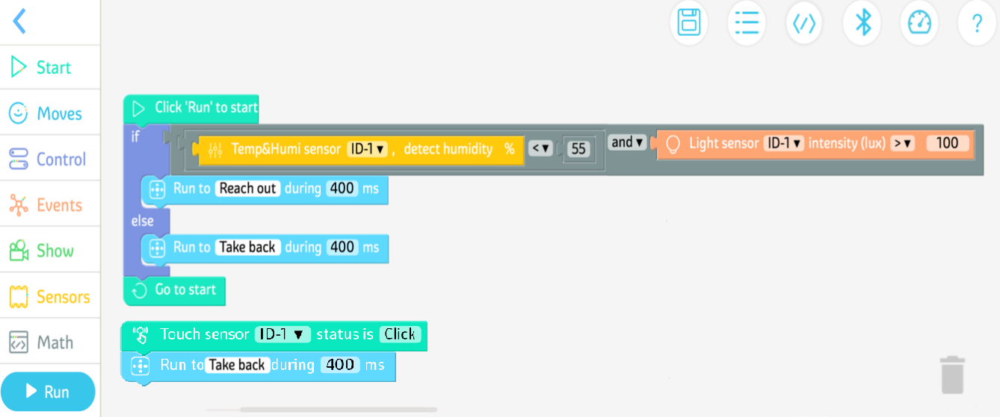 ?
Start
Moves
Control
Events
Show
Sensors
Math
Run
Click 'Run' to start
if Temp&Humi sensor ID-1 ▾ , detect humidity % < ▾ 55 and ▾ Light sensor ID-1 ▾ intensity (lux) > ▾ 100
Run to Reach out during 400 ms
else
Run to Take back during 400 ms
Go to start
Touch sensor ID-1 ▾ status is Click
Run to Take back during 400 ms